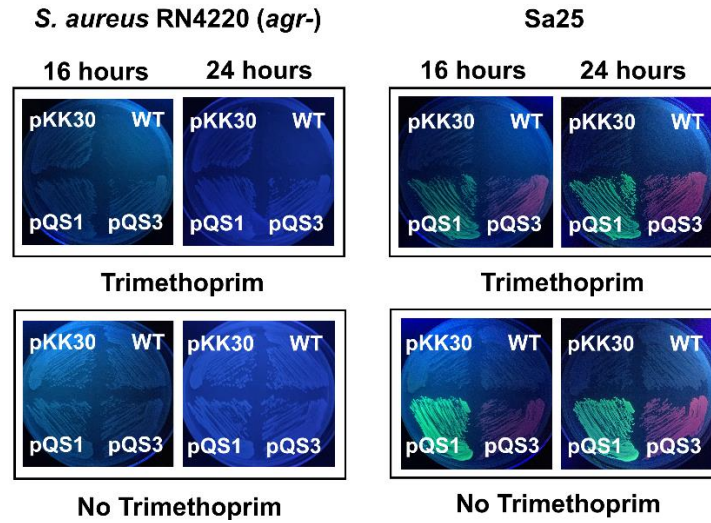 S. aureus RN4220 (agr-)
16 hours 24 hours
pKK30 WT pKK30 WT
pQS1 pQS3 pQS1 pQS3
Trimethoprim
pKK30 WT pKK30 WT
pQS1 pQS3 pQS1 pQS3
No Trimethoprim
Sa25
16 hours 24 hours
pKK30 WT pKK30 WT
pQS1 pQS3 pQS1 pQS3
Trimethoprim
pKK30 WT pKK30 WT
pQS1 pQS3 pQS1 pQS3
No Trimethoprim